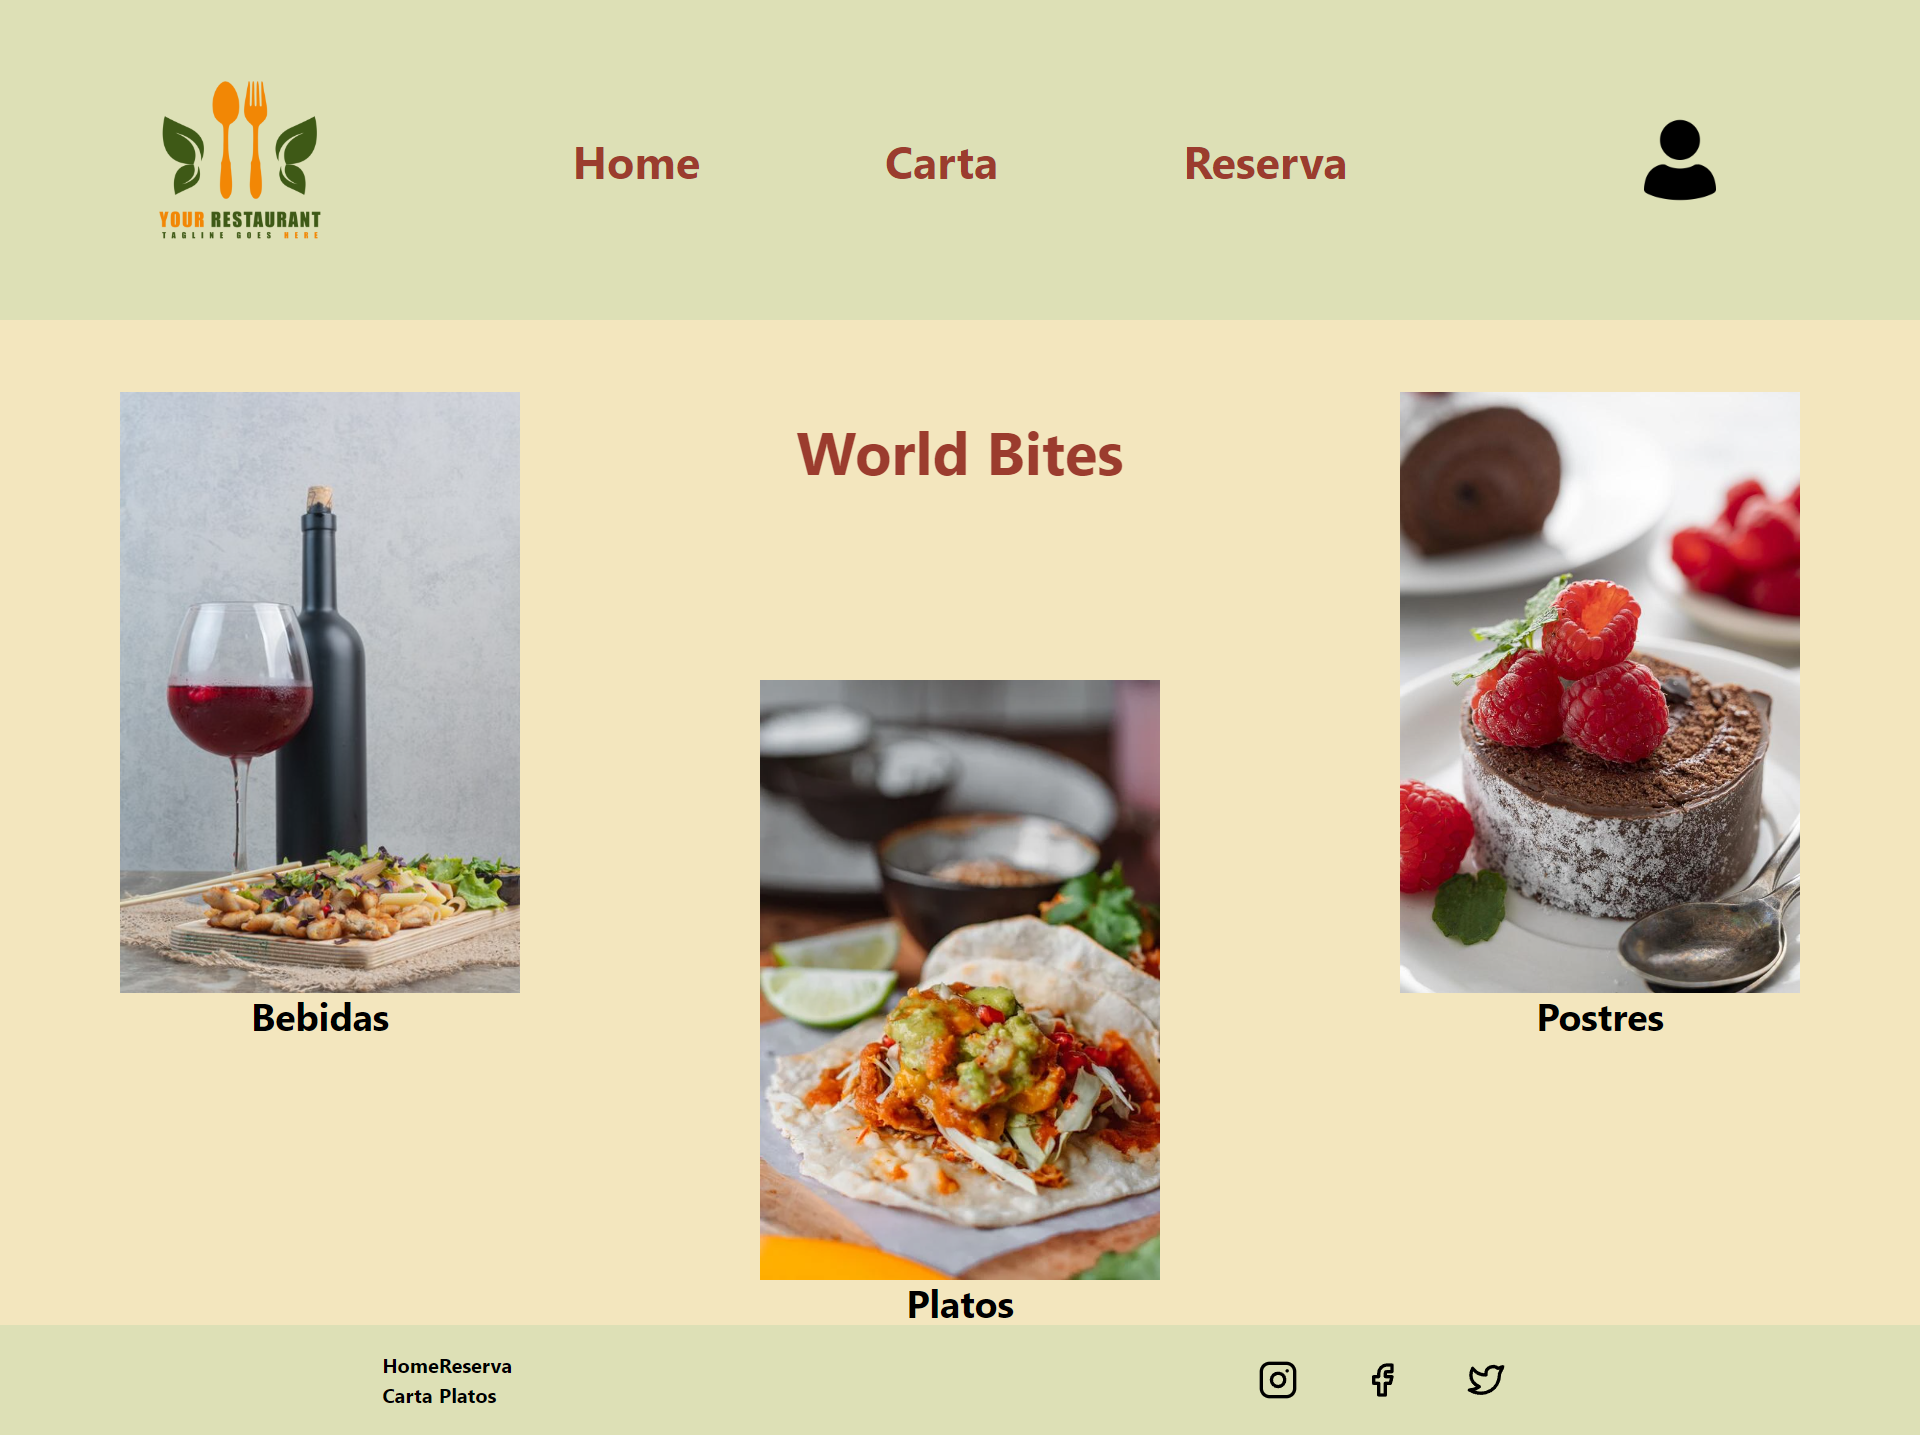 YOUR RESTAURANT
TAGLINE GOES HERE
Home
Carta
Reserva
World Bites
Bebidas
Postres
Platos
HomeReserva
Carta Platos